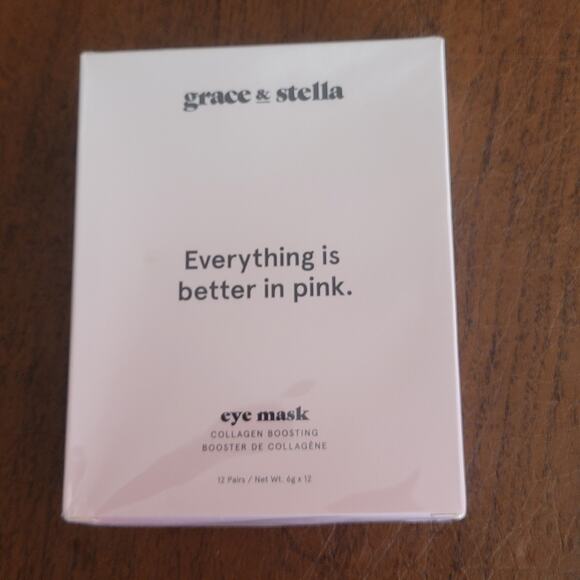 grace & stella
Everything is
better in pink.
eye mask
COLLAGEN BOOSTING
BOOSTER DE COLLAGÈNE
12 Pairs / Net Wt. 6g x 12